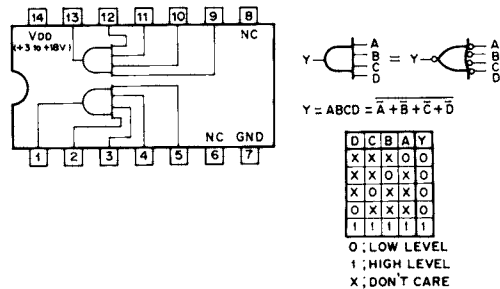 14 13 12 11 10 9 8
VDD
(+3 to +18V)
NC
NC GND
1 2 3 4 5 6 7
Y A B C D = Y A B C D
Y = ABCD = A̅ + B̅ + C̅ + D̅
D C B A Y
X X X 0 0
X X 0 X 0
X 0 X X 0
0 X X X 0
1 1 1 1 1
0 ; LOW LEVEL
1 ; HIGH LEVEL
X ; DON'T CARE